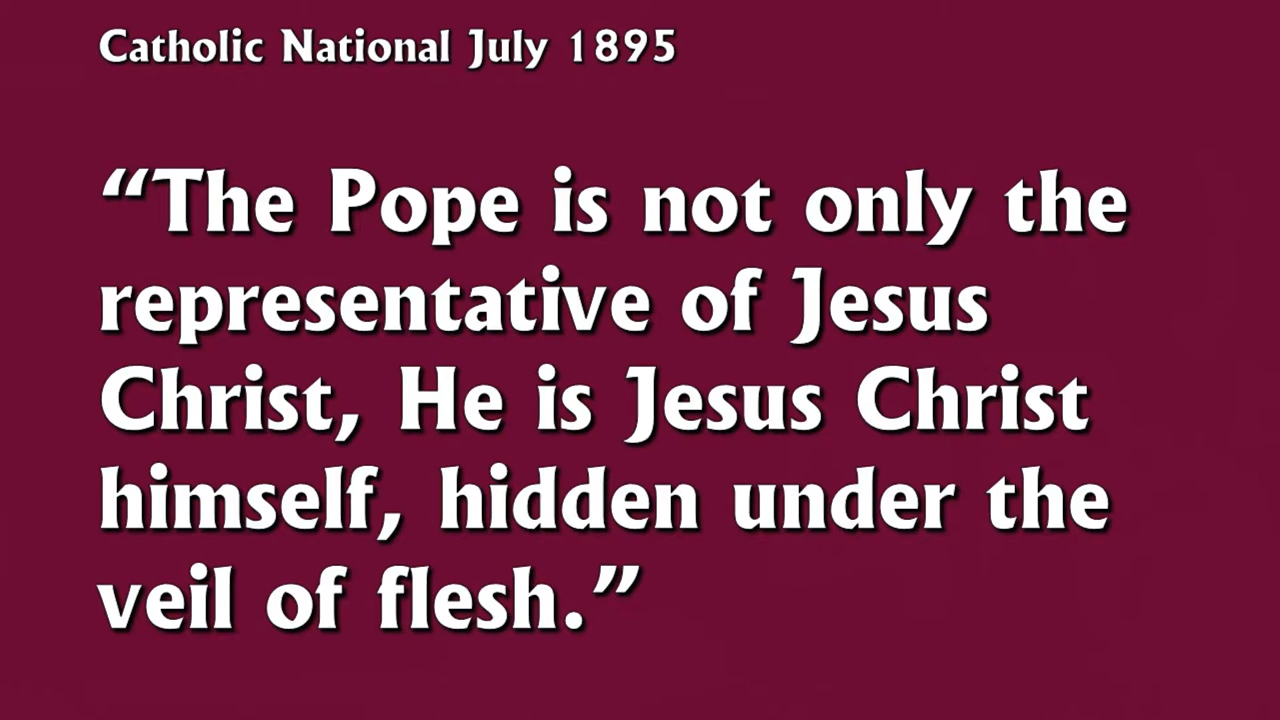 Catholic National July 1895
“The Pope is not only the
representative of Jesus
Christ, He is Jesus Christ
himself, hidden under the
veil of flesh.”